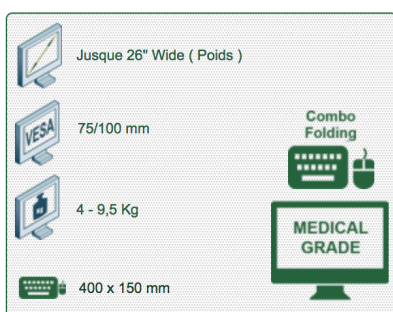 Jusque 26" Wide ( Poids )
VESA
75/100 mm
Combo
Folding
KG
4 - 9,5 Kg
MEDICAL
GRADE
400 x 150 mm